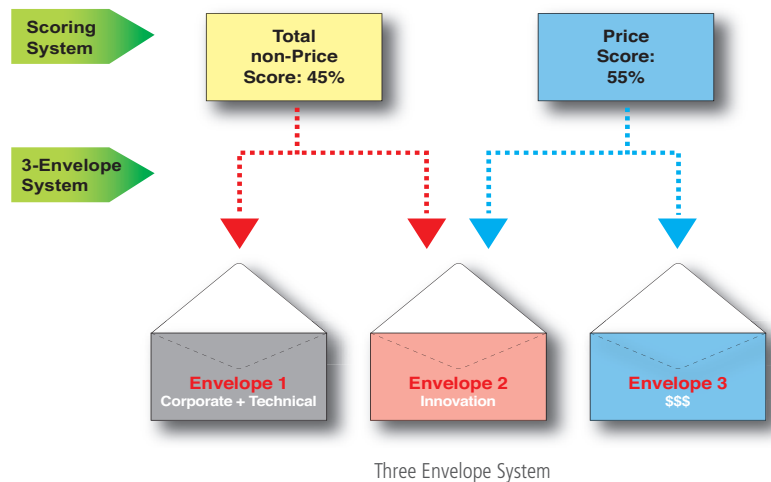 Scoring
System
Total
non-Price
Score: 45%
Price
Score:
55%
3-Envelope
System
Envelope 1
Corporate + Technical
Envelope 2
Innovation
Envelope 3
$$$
Three Envelope System